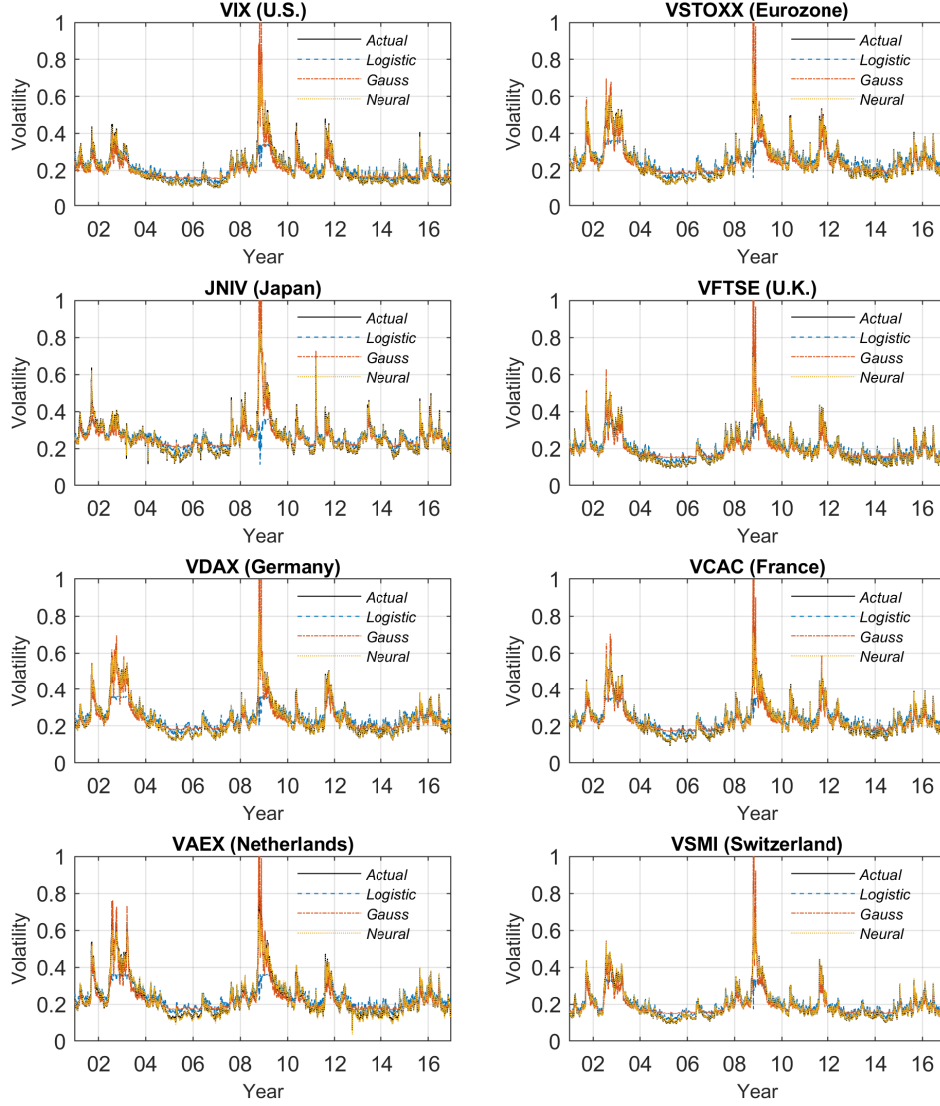 VIX (U.S.)
1
0.8
0.6
0.4
0.2
0
Volatility
Actual
Logistic
Gauss
Neural
02 04 06 08 10 12 14 16
Year
VSTOXX (Eurozone)
1
0.8
0.6
0.4
0.2
0
Volatility
Actual
Logistic
Gauss
Neural
02 04 06 08 10 12 14 16
Year
JNIV (Japan)
1
0.8
0.6
0.4
0.2
0
Volatility
Actual
Logistic
Gauss
Neural
02 04 06 08 10 12 14 16
Year
VFTSE (U.K.)
1
0.8
0.6
0.4
0.2
0
Volatility
Actual
Logistic
Gauss
Neural
02 04 06 08 10 12 14 16
Year
VDAX (Germany)
1
0.8
0.6
0.4
0.2
0
Volatility
Actual
Logistic
Gauss
Neural
02 04 06 08 10 12 14 16
Year
VCAC (France)
1
0.8
0.6
0.4
0.2
0
Volatility
Actual
Logistic
Gauss
Neural
02 04 06 08 10 12 14 16
Year
VAEX (Netherlands)
1
0.8
0.6
0.4
0.2
0
Volatility
Actual
Logistic
Gauss
Neural
02 04 06 08 10 12 14 16
Year
VSMI (Switzerland)
1
0.8
0.6
0.4
0.2
0
Volatility
Actual
Logistic
Gauss
Neural
02 04 06 08 10 12 14 16
Year